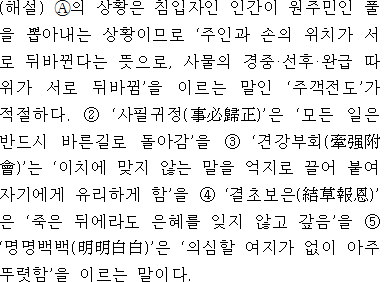 (해설) Ⓐ의 상황은 침입자인 인간이 원주민인 풀
을 뽑아내는 상황이므로 ‘주인과 손의 위치가 서
로 뒤바뀐다는 뜻으로, 사물의 경중·선후·완급 따
위가 서로 뒤바뀜’을 이르는 말인 ‘주객전도’가
적절하다. ② ‘사필귀정(事必歸正)’은 ‘모든 일은
반드시 바른길로 돌아감’을 ③ ‘견강부회(牽强附
會)’는 ‘이치에 맞지 않는 말을 억지로 끌어 붙여
자기에게 유리하게 함’을 ④ ‘결초보은(結草報恩)’
은 ‘죽은 뒤에라도 은혜를 잊지 않고 갚음’을 ⑤
‘명명백백(明明白白)’은 ‘의심할 여지가 없이 아주
뚜렷함’을 이르는 말이다.